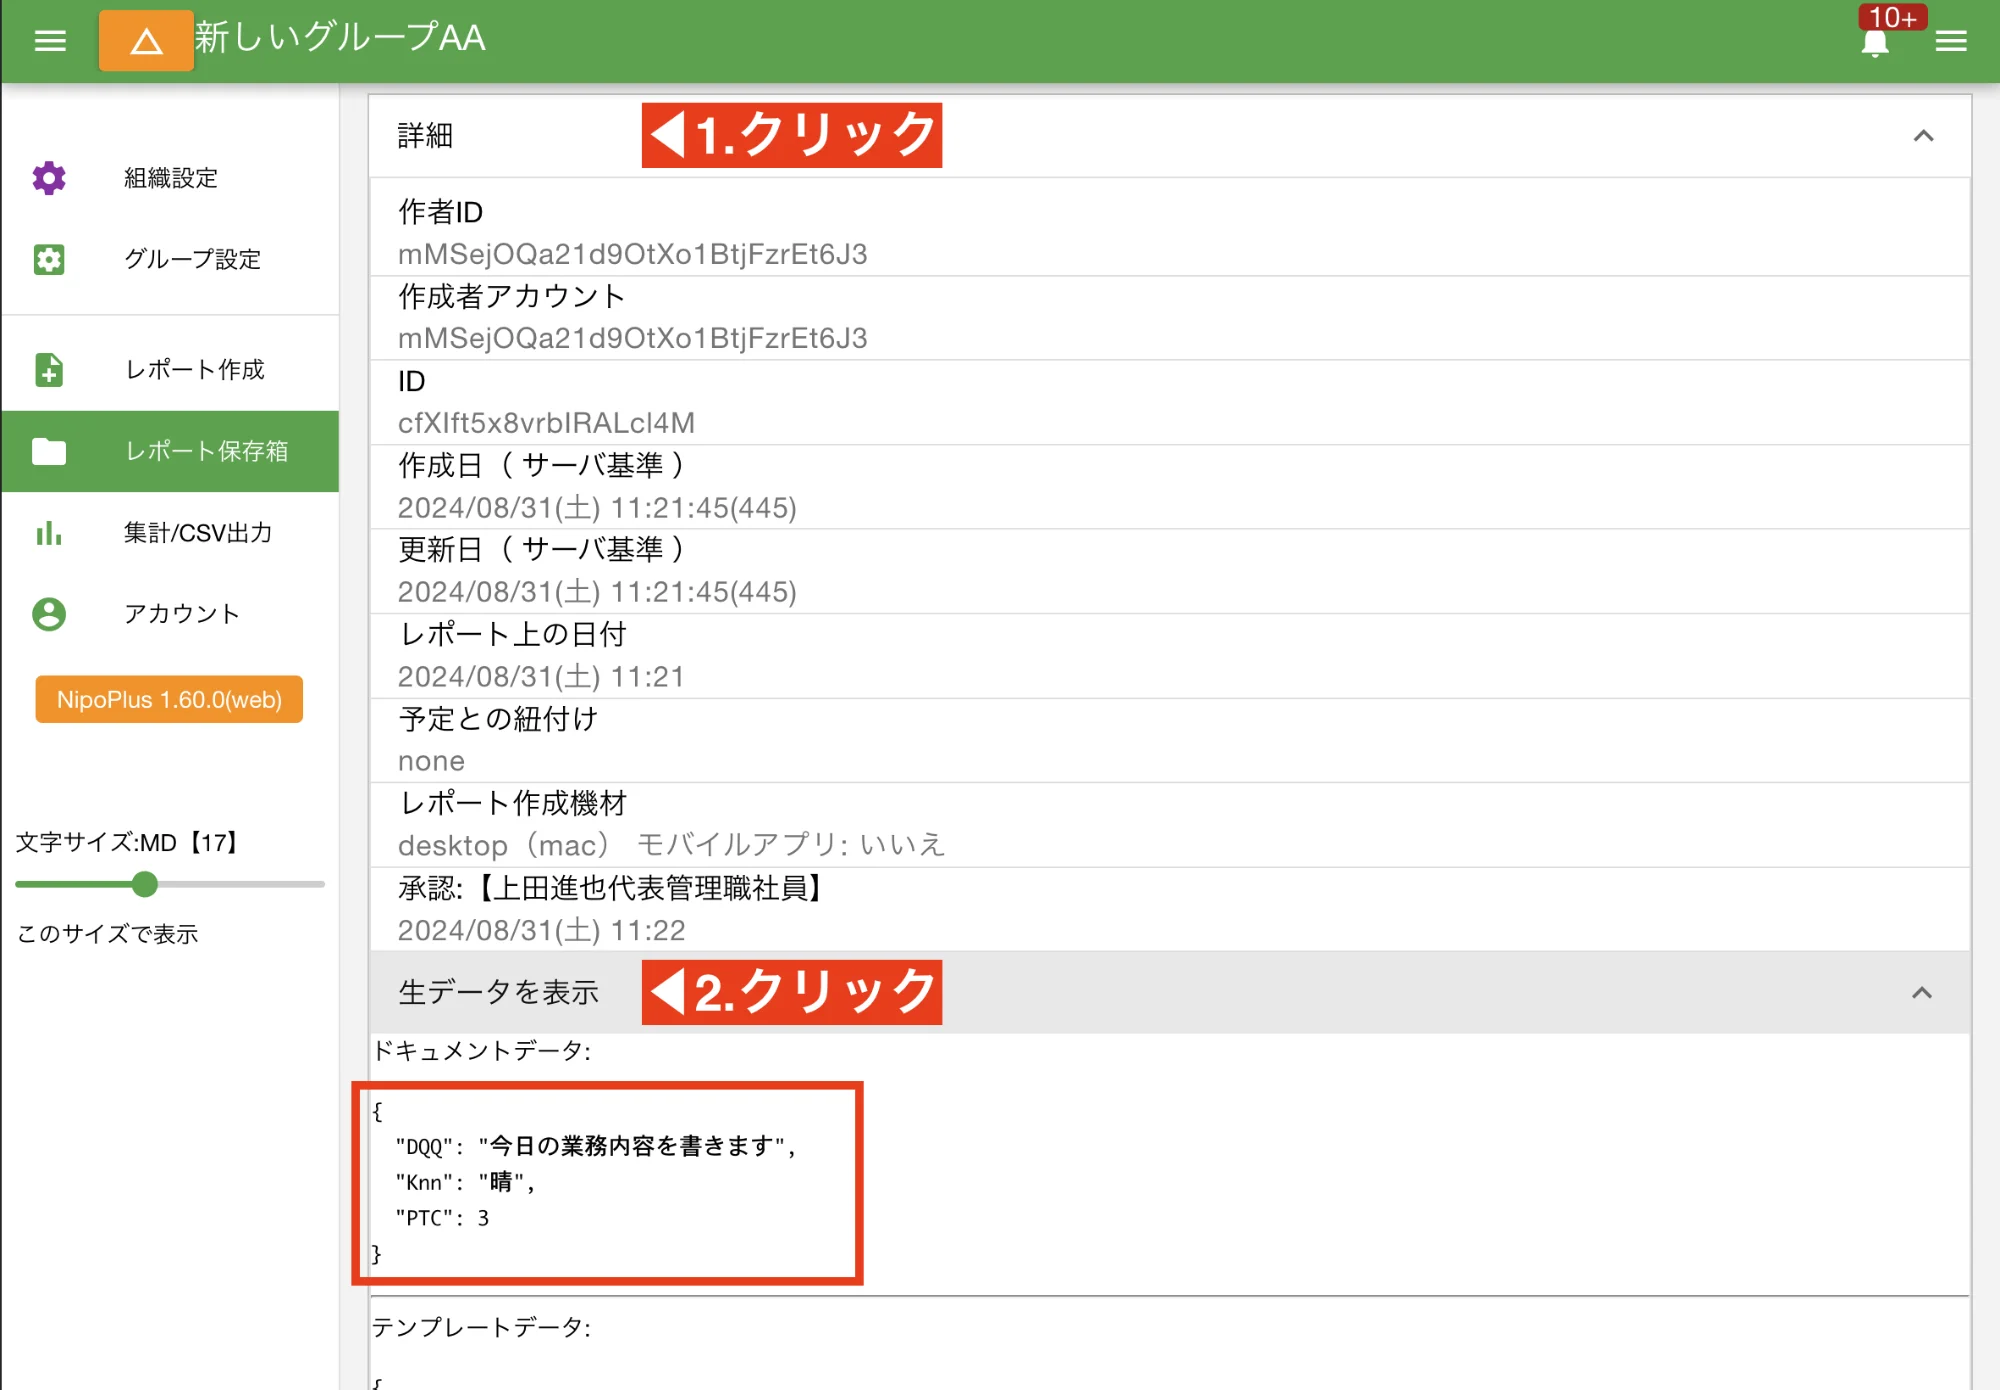 新しいグループAA
10+
組織設定
グループ設定
レポート作成
レポート保存箱
集計/CSV出力
アカウント
NipoPlus 1.60.0(web)
文字サイズ:MD【17】
このサイズで表示
詳細
◀1.クリック
作者ID
mMSejOQa21d9OtXo1BtjFzrEt6J3
作成者アカウント
mMSejOQa21d9OtXo1BtjFzrEt6J3
ID
cfXIft5x8vrbIRALcl4M
作成日（サーバ基準）
2024/08/31(土) 11:21:45(445)
更新日（サーバ基準）
2024/08/31(土) 11:21:45(445)
レポート上の日付
2024/08/31(土) 11:21
予定との紐付け
none
レポート作成機材
desktop（mac） モバイルアプリ: いいえ
承認:【上田進也代表管理職社員】
2024/08/31(土) 11:22
生データを表示
◀2.クリック
ドキュメントデータ:
{
"DQQ": "今日の業務内容を書きます",
"Knn": "晴",
"PTC": 3
}
テンプレートデータ:
{